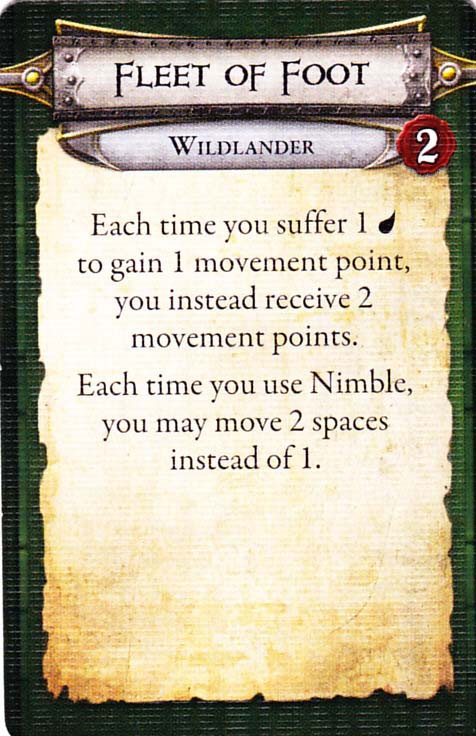 Fleet of Foot
Wildlander
2
Each time you suffer 1
to gain 1 movement point,
you instead receive 2
movement points.
Each time you use Nimble,
you may move 2 spaces
instead of 1.